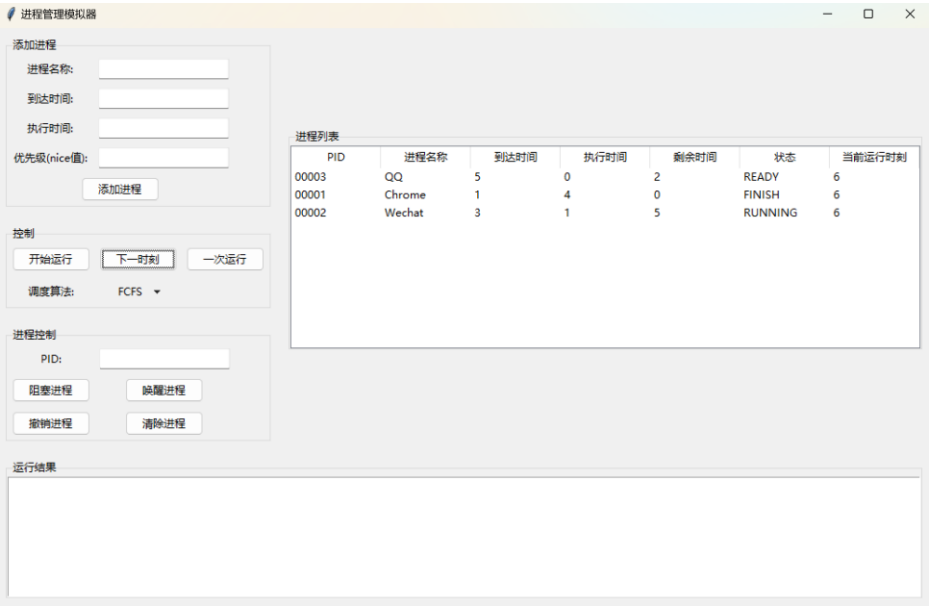 进程管理模拟器
添加进程
进程名称:
到达时间:
执行时间:
优先级(nice值):
添加进程
控制
开始运行 下一时刻 一次运行
调度算法: FCFS
进程控制
PID:
阻塞进程 唤醒进程
撤销进程 清除进程
进程列表
PID 进程名称 到达时间 执行时间 剩余时间 状态 当前运行时刻
00003 QQ 5 0 2 READY 6
00001 Chrome 1 4 0 FINISH 6
00002 Wechat 3 1 5 RUNNING 6
运行结果